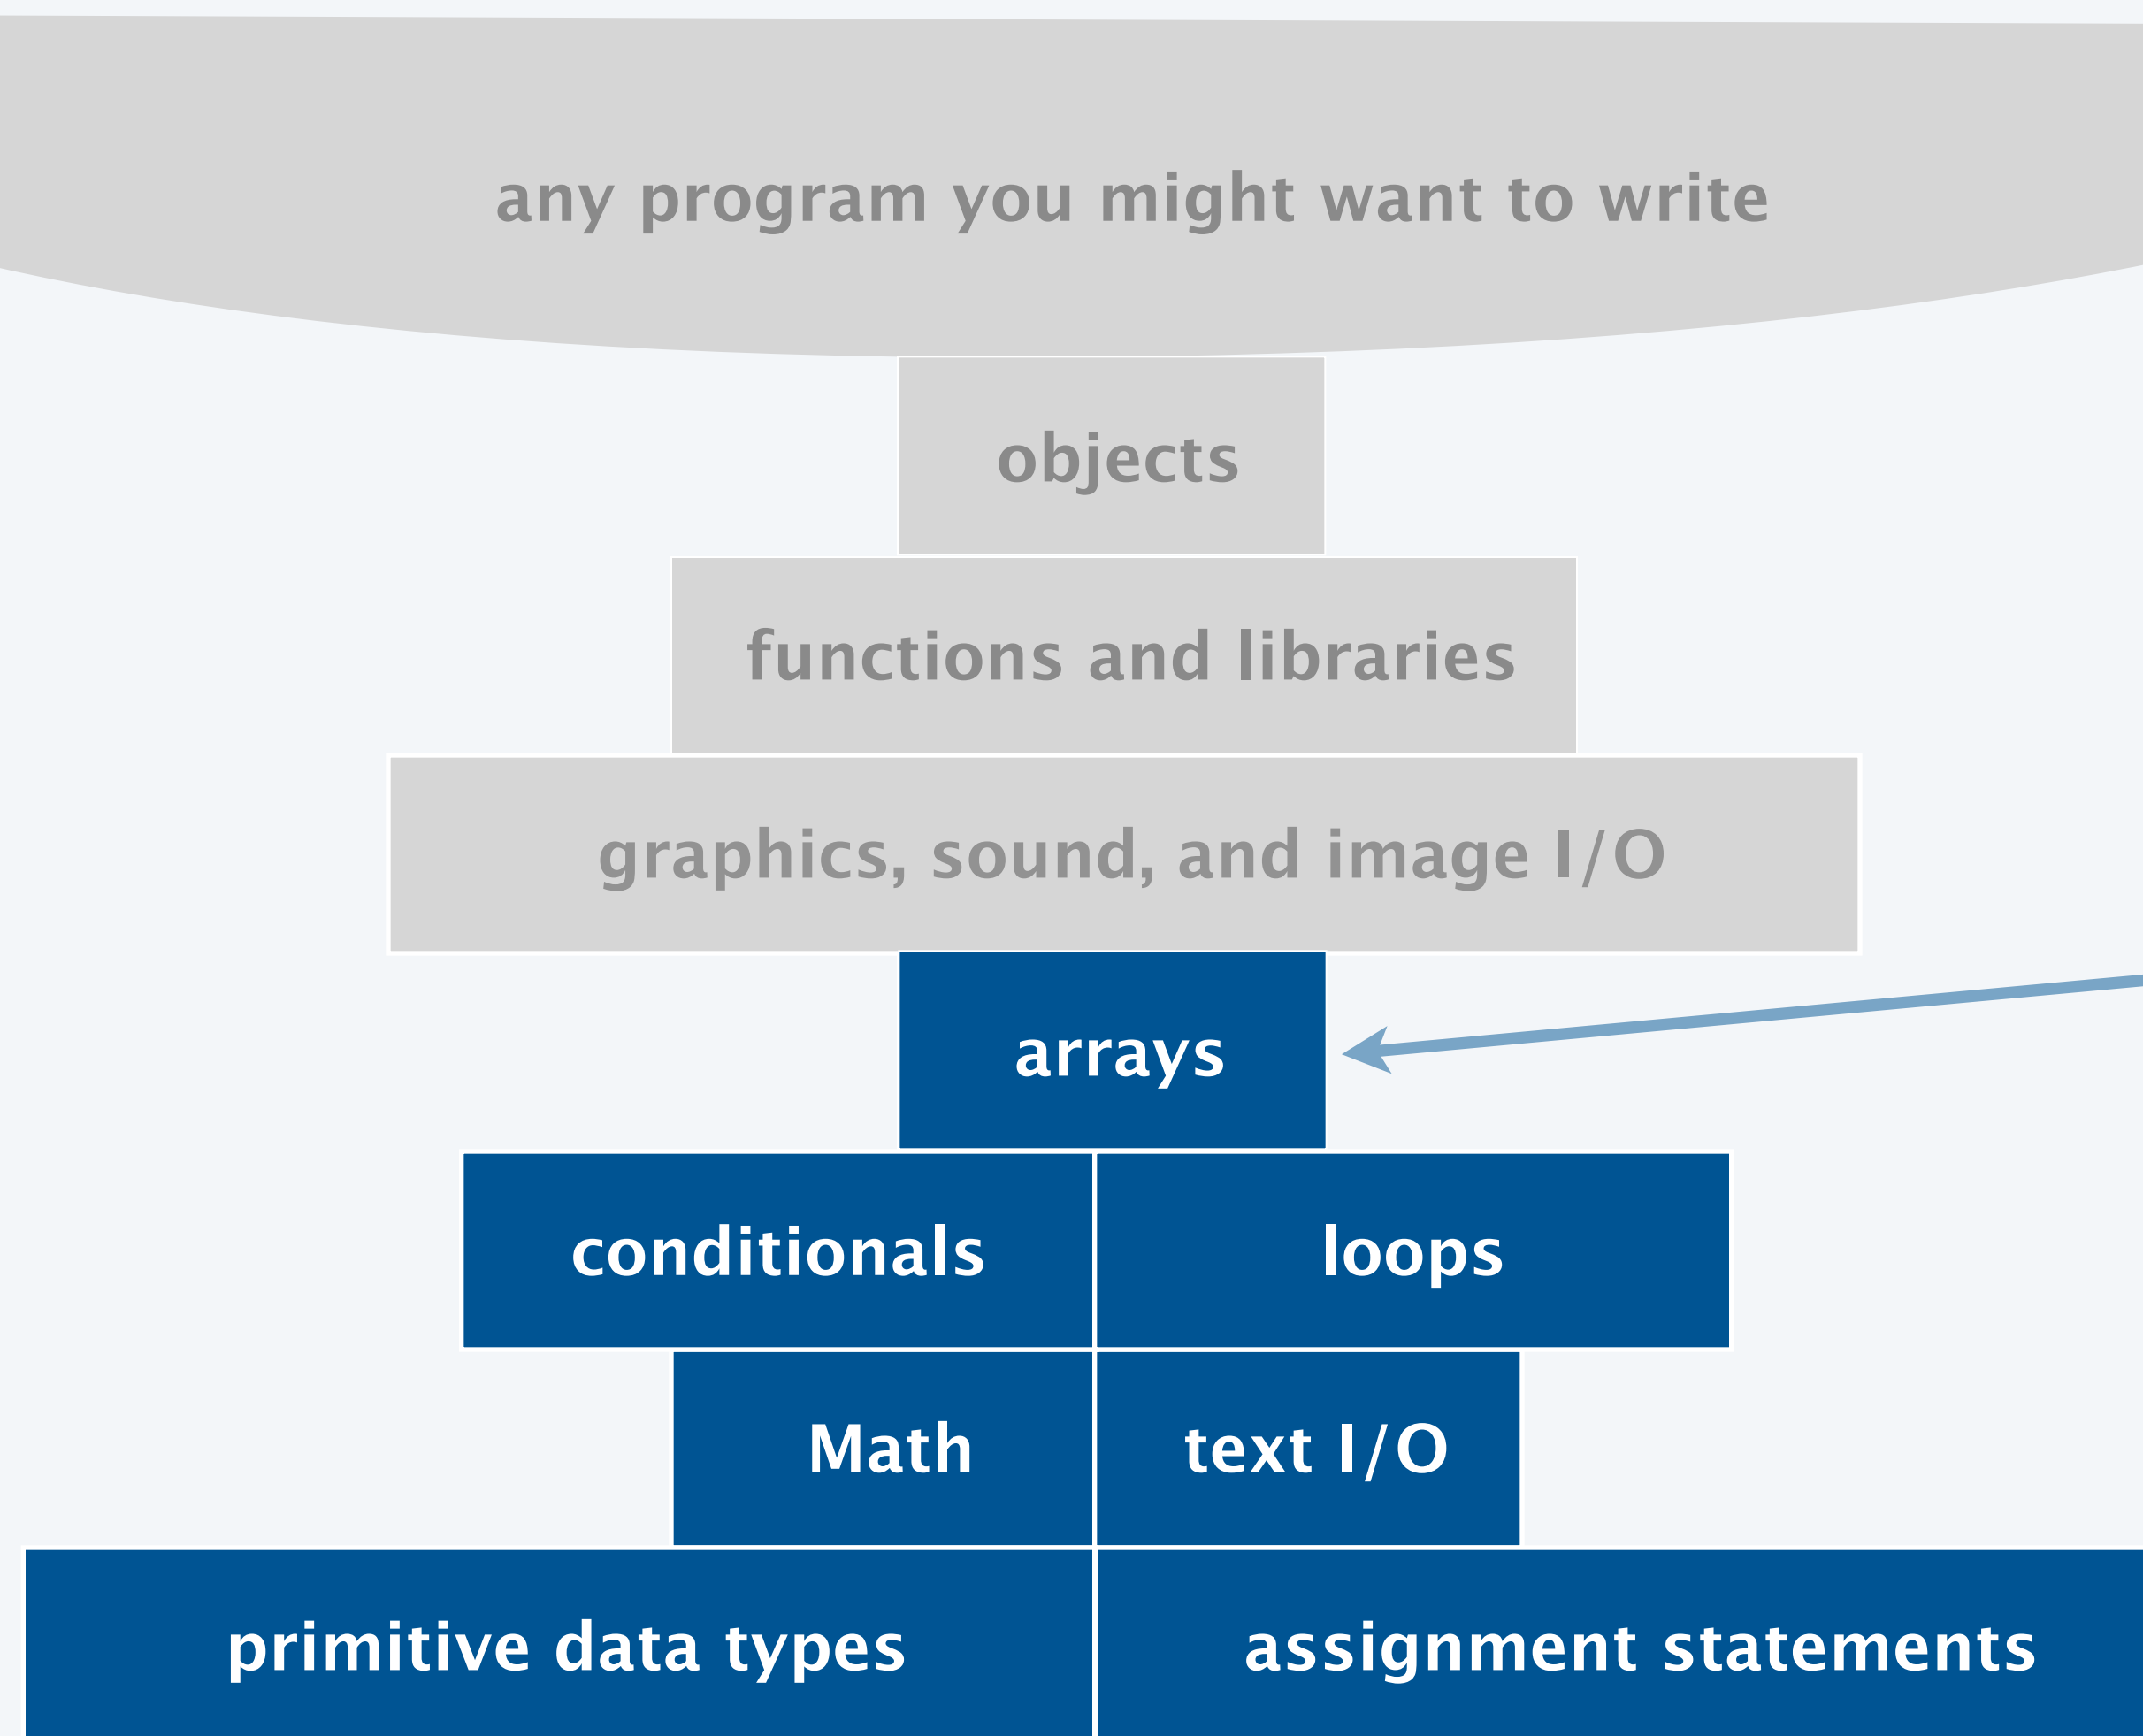 any program you might want to write
objects
functions and libraries
graphics, sound, and image I/O
arrays
conditionals
loops
Math
text I/O
primitive data types
assignment statements